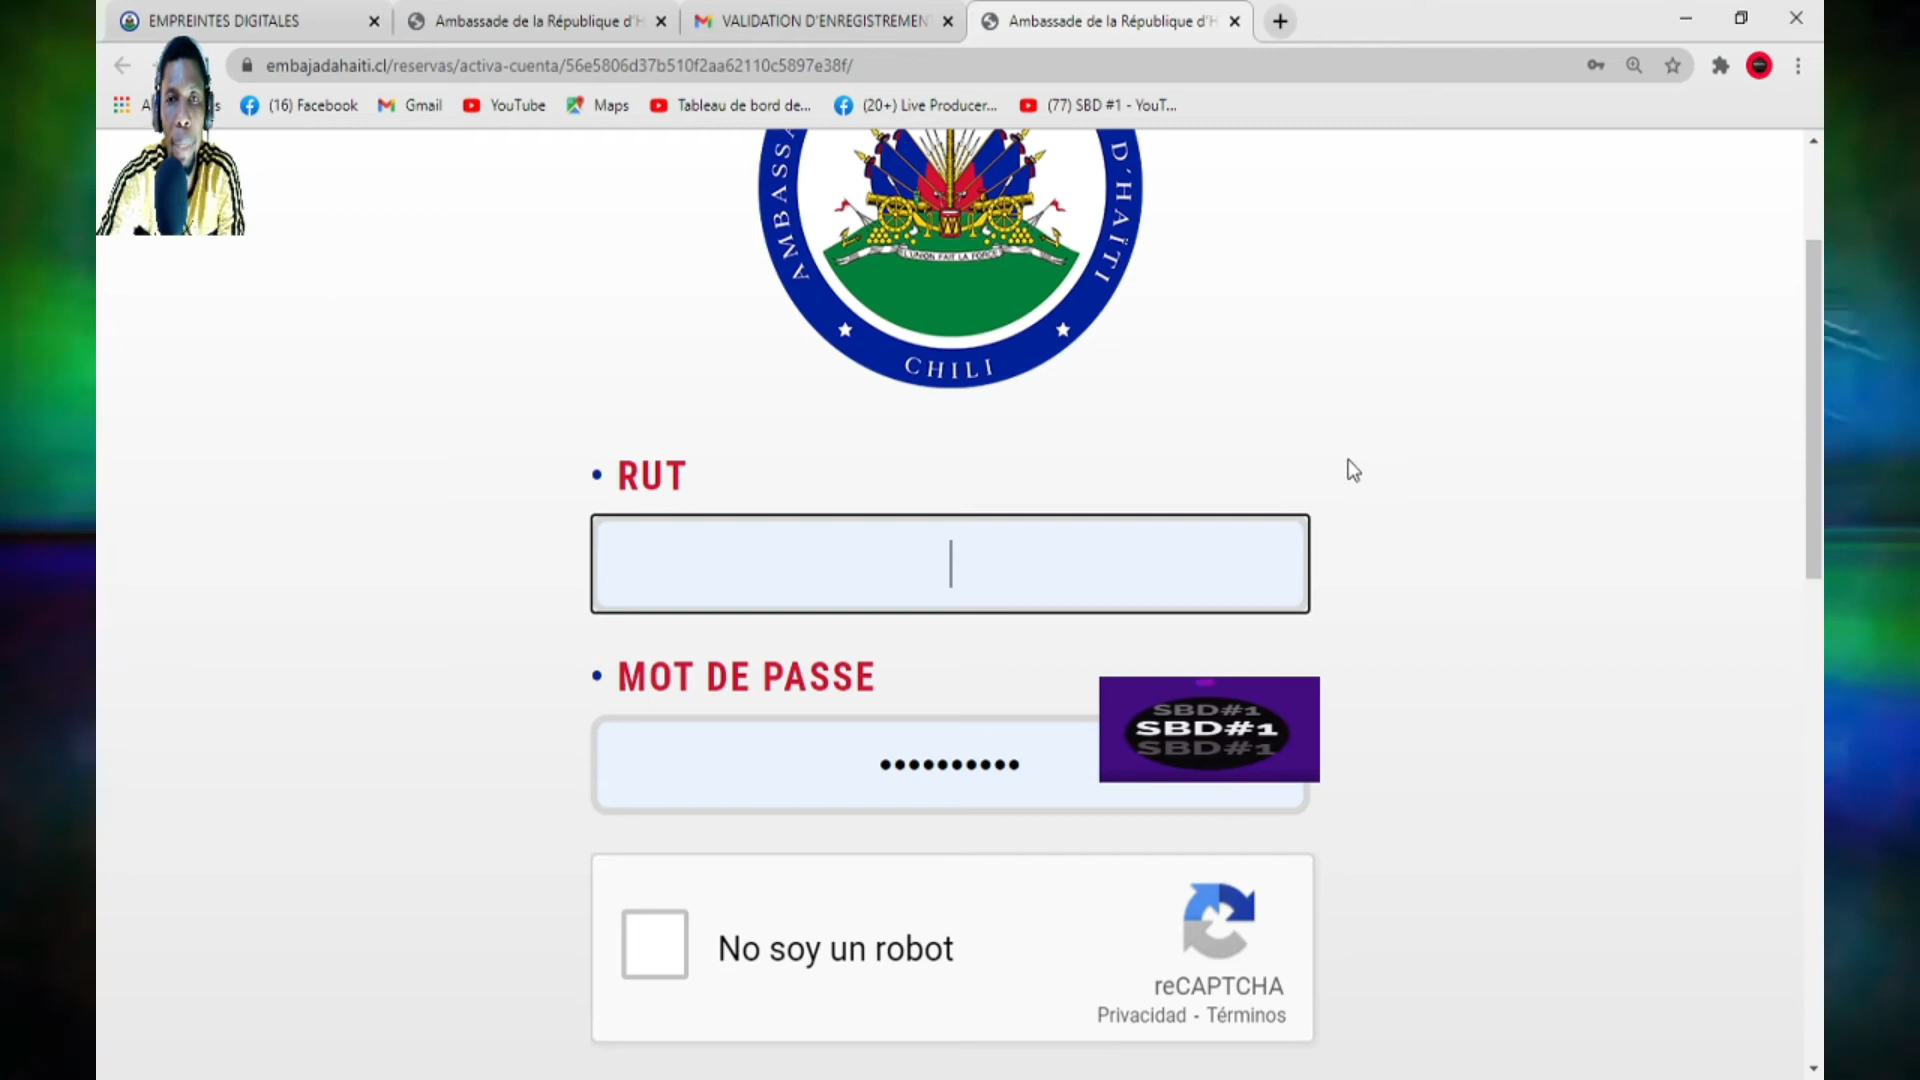 EMPREINTES DIGITALES
Ambassade de la République d'H
VALIDATION D'ENREGISTREMEN
Ambassade de la République d'H
embajadahaiti.cl/reservas/activa-cuenta/56e5806d37b510f2aa62110c5897e38f/
(16) Facebook
Gmail
YouTube
Maps
Tableau de bord de...
(20+) Live Producer...
(77) SBD #1 - YouT...
D'HAÏTI
L'UNION FAIT LA FORCE
CHILI
• RUT
• MOT DE PASSE
SBD#1
SBD#1
SBD#1
No soy un robot
reCAPTCHA
Privacidad - Términos